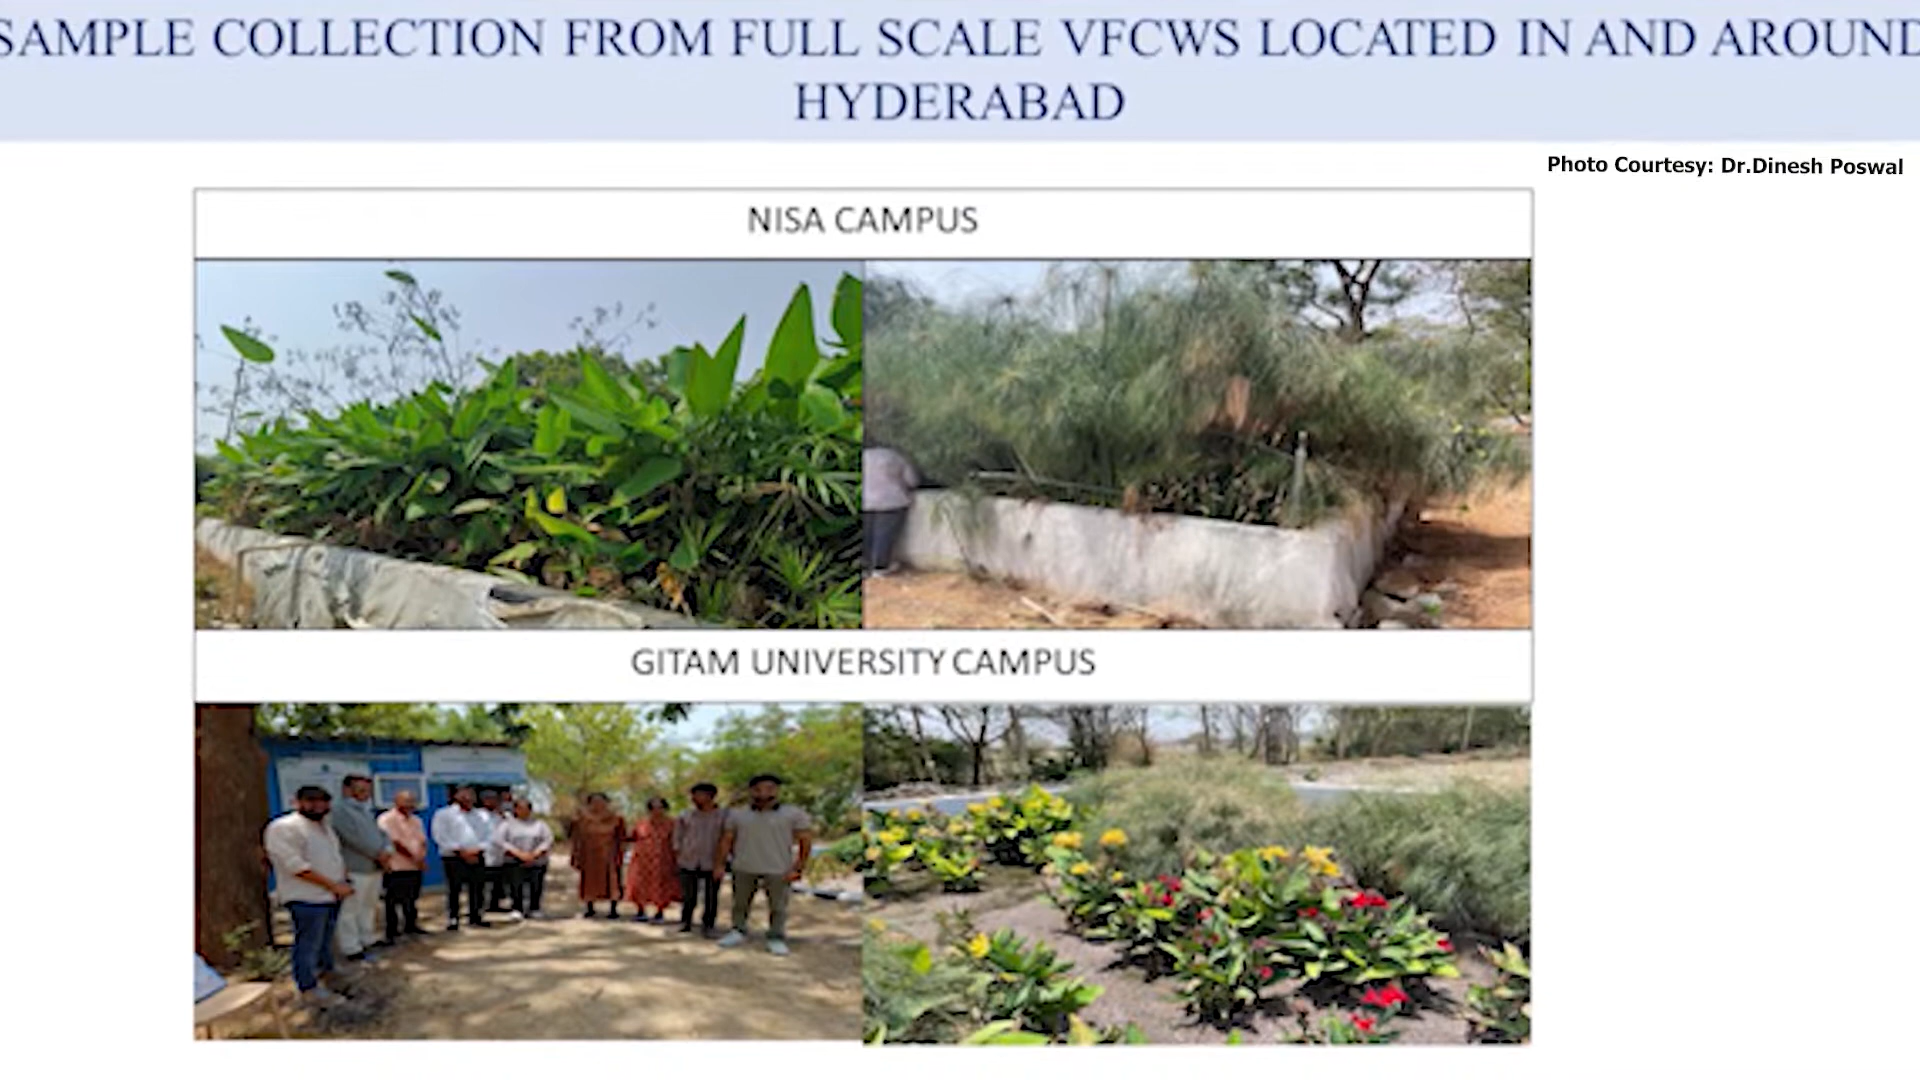 SAMPLE COLLECTION FROM FULL SCALE VFCWS LOCATED IN AND AROUND
HYDERABAD
Photo Courtesy: Dr.Dinesh Poswal
NISA CAMPUS
GITAM UNIVERSITY CAMPUS